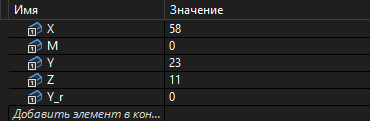 Имя Значение
X 58
M 0
Y 23
Z 11
Y_r 0
Добавить элемент в кон...